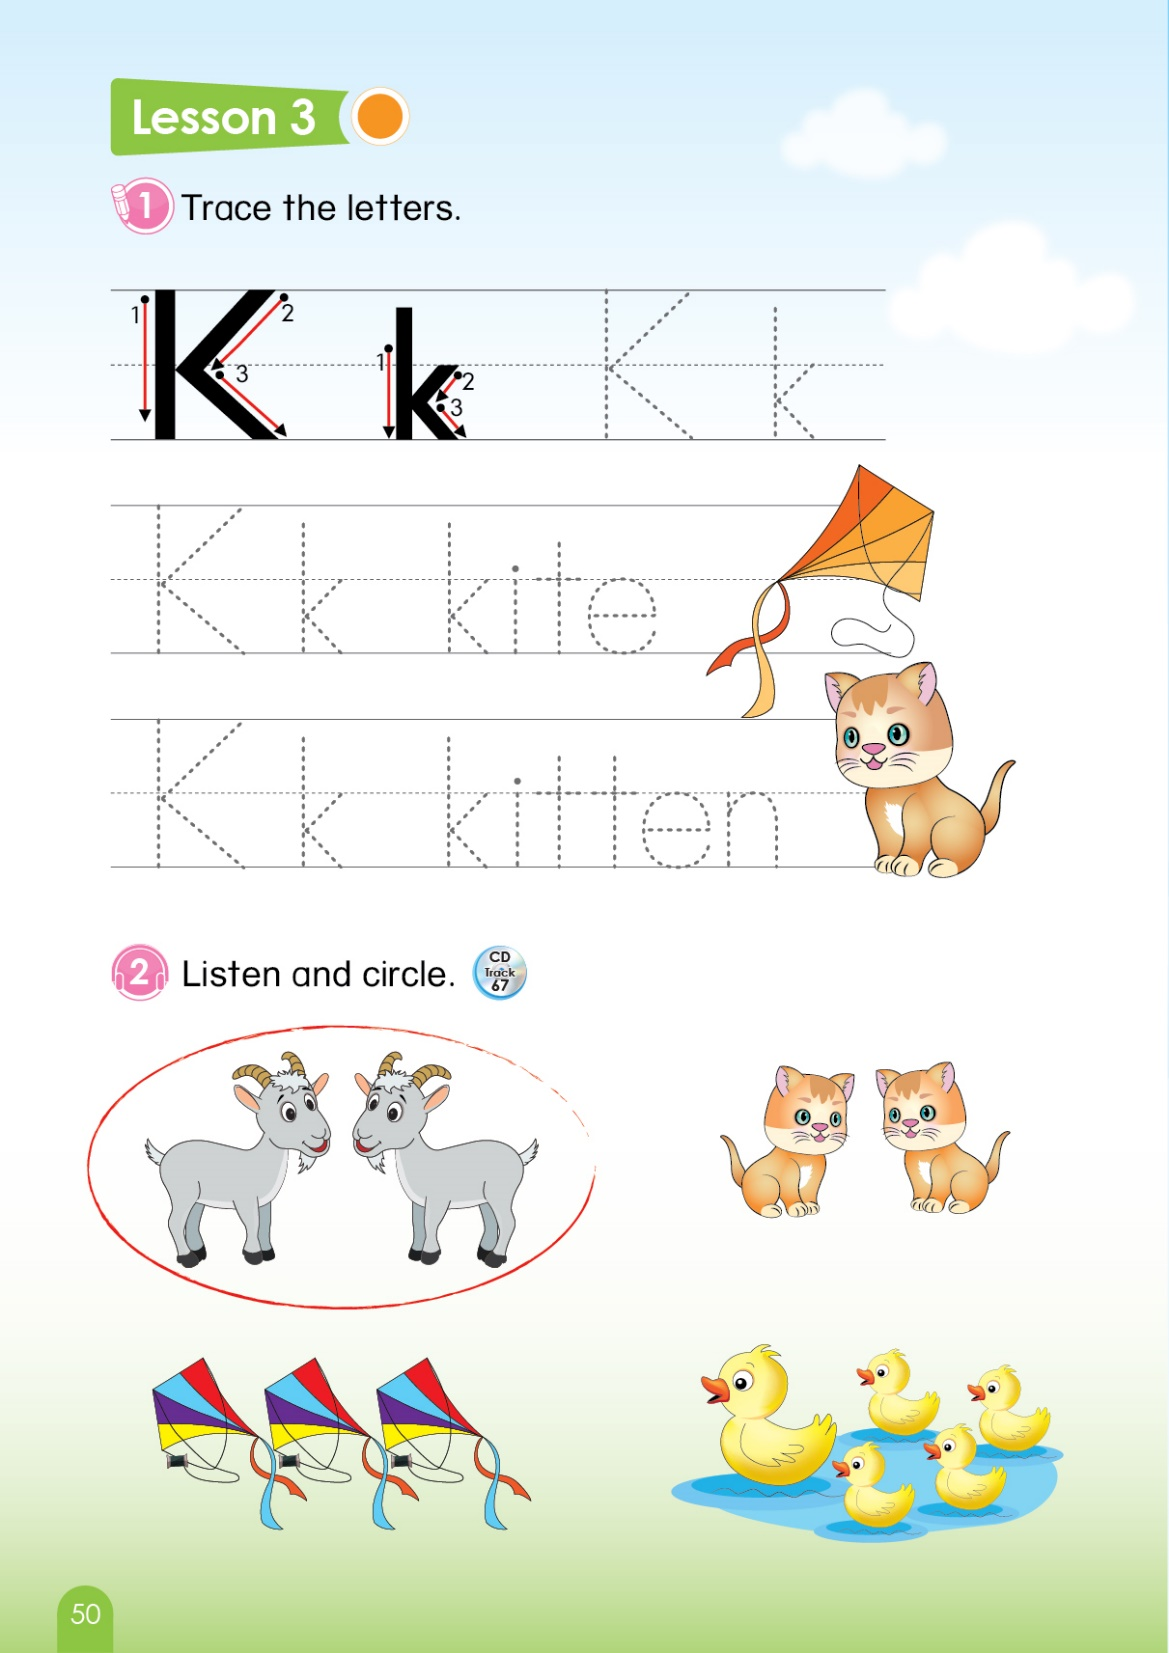 Lesson 3
1 Trace the letters.
1 2 3 K 1 2 3 k K k
K k kite
K k kitten
2 Listen and circle. CD Track 67
50